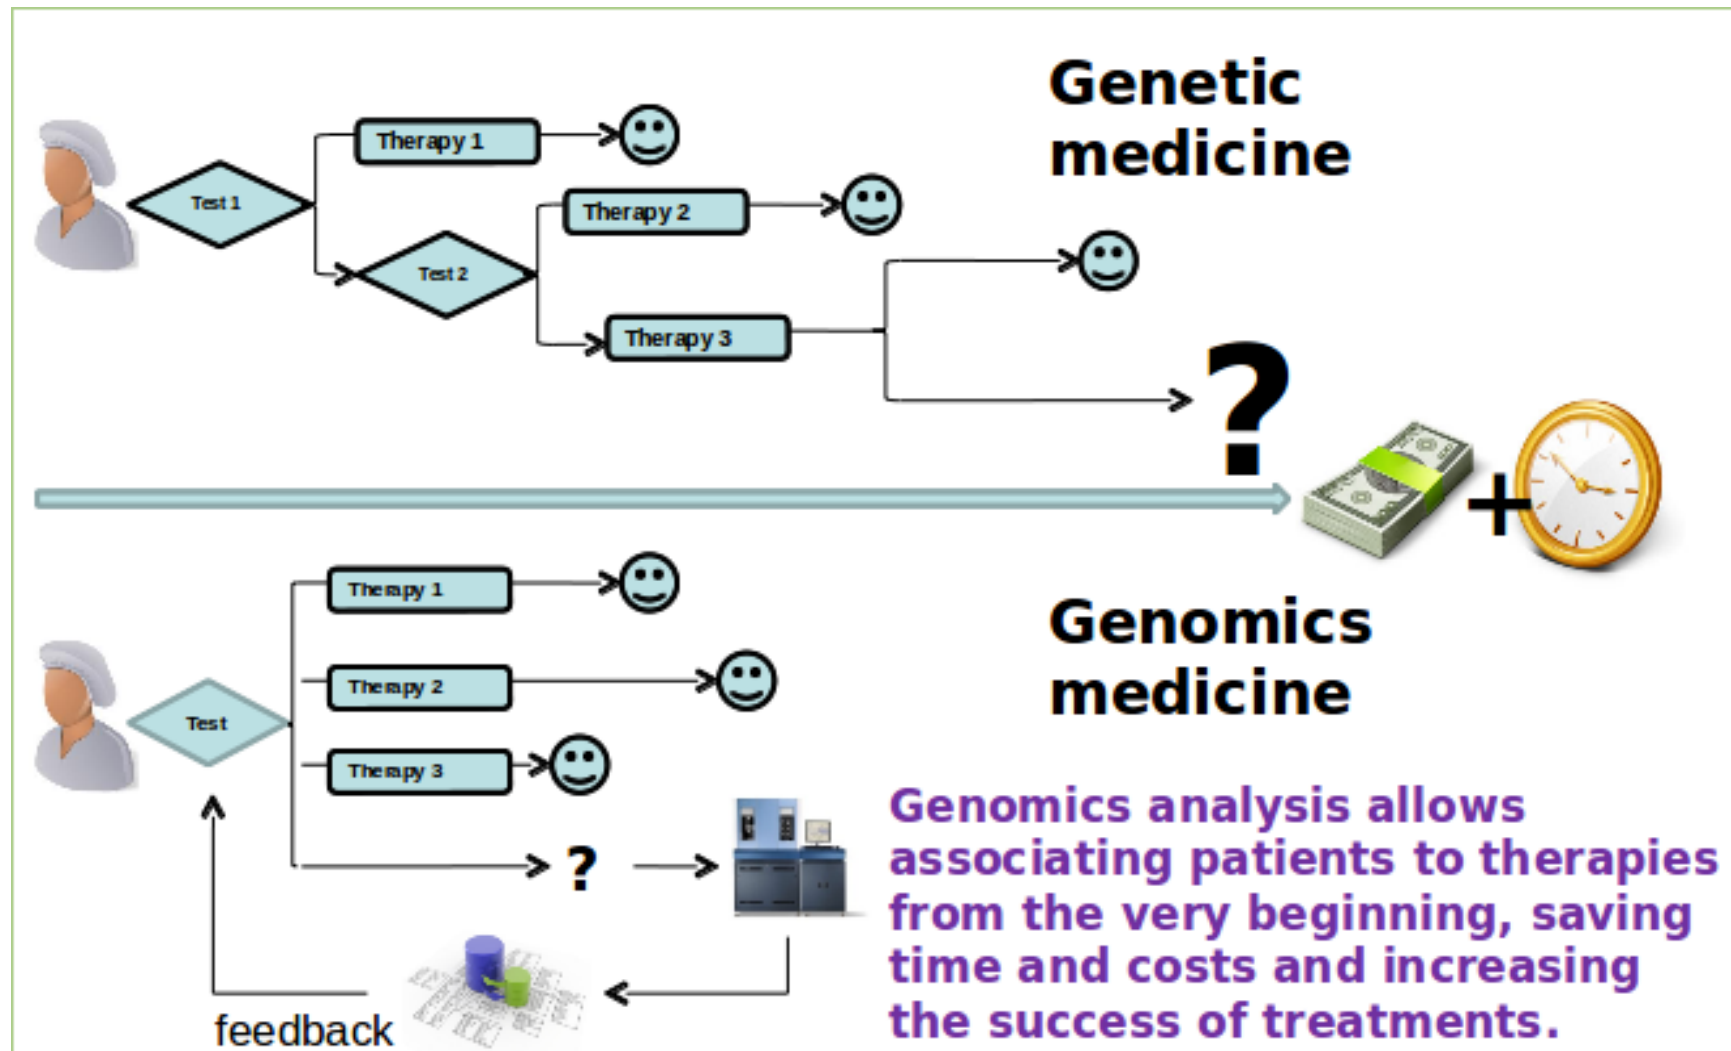 Genetic
medicine
Therapy 1
Test 1
Therapy 2
Test 2
Therapy 3
?
+
Genomics
medicine
Therapy 1
Therapy 2
Test
Therapy 3
?
Genomics analysis allows
associating patients to therapies
from the very beginning, saving
time and costs and increasing
the success of treatments.
feedback